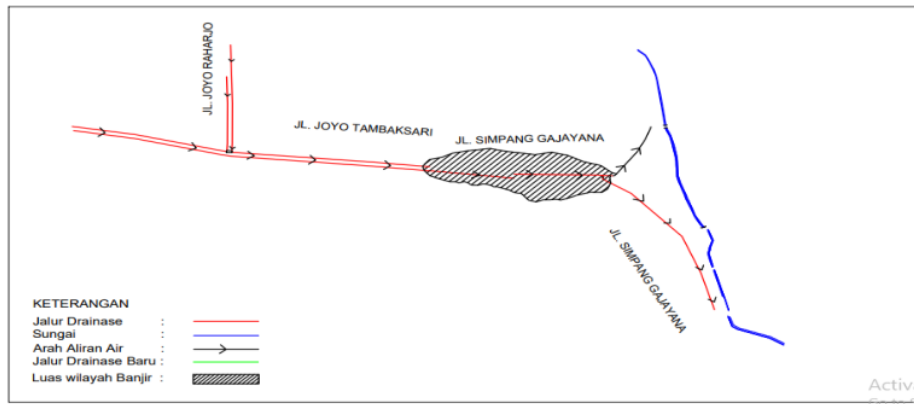 JL. JOYO RAHARJO
JL. JOYO TAMBAKSARI
JL. SIMPANG GAJAYANA
JL. SIMPANG GAJAYANA
KETERANGAN
Jalur Drainase :
Sungai :
Arah Aliran Air :
Jalur Drainase Baru :
Luas wilayah Banjir :
Activ